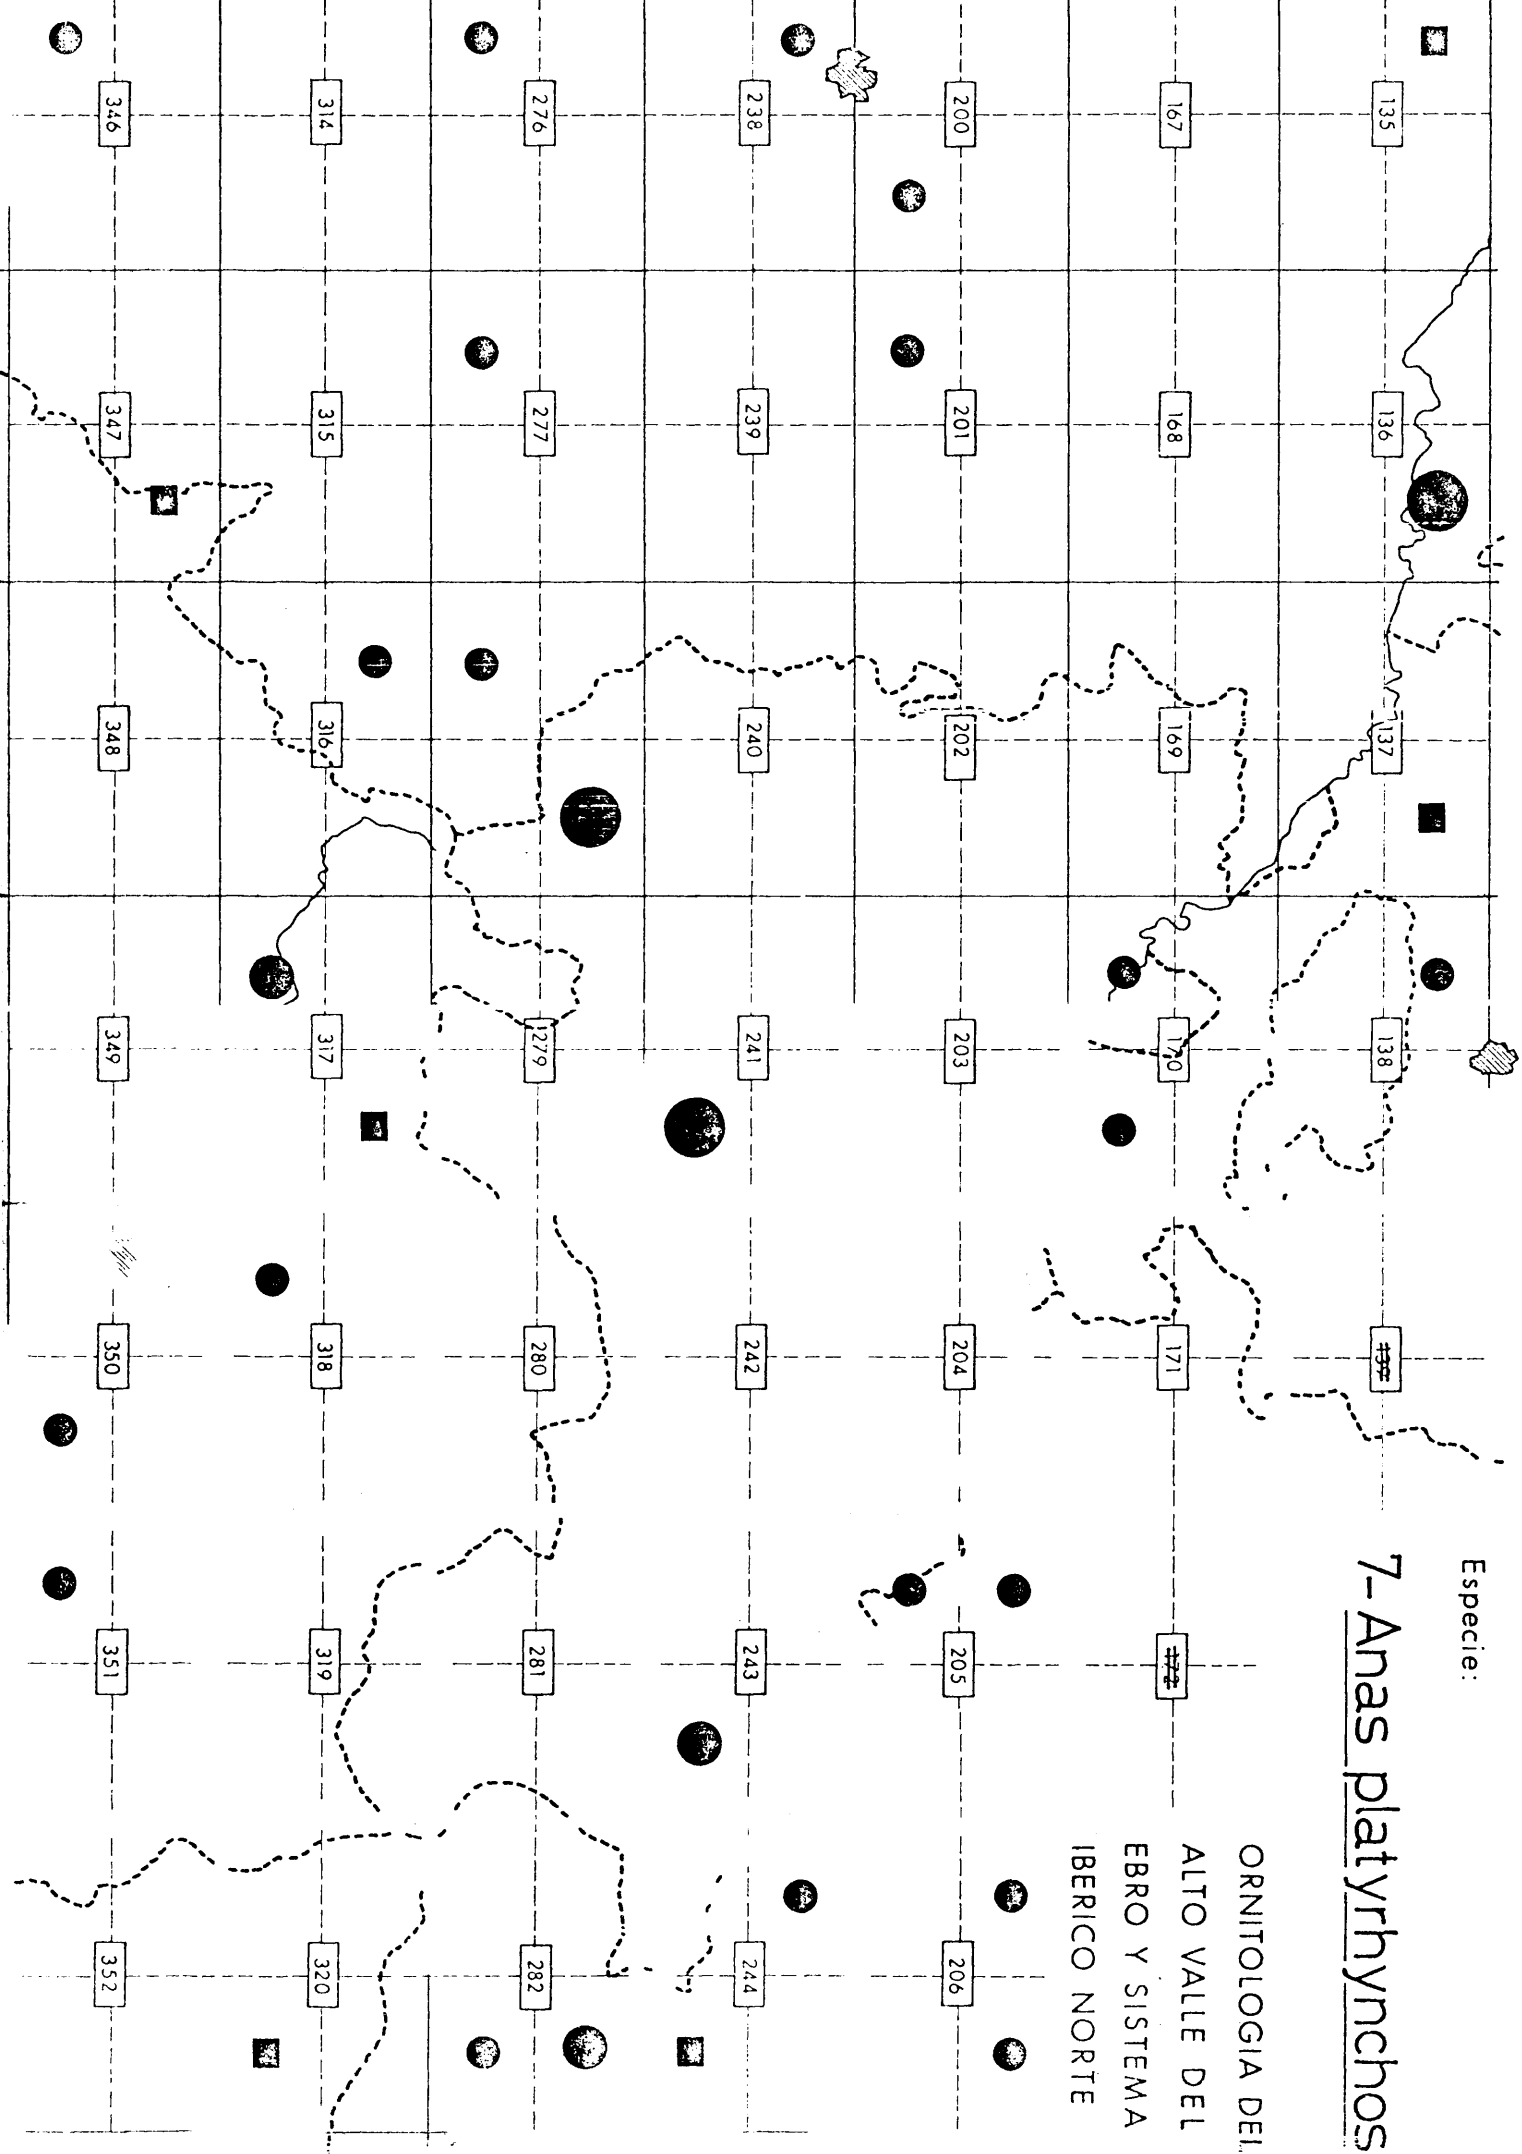 Especie:
7-Anas platyrhynchos
ORNITOLOGIA DEL
ALTO VALLE DEL
EBRO Y SISTEMA
IBERICO NORTE
135 136 137 138 139
167 168 169 170 171 172
200 201 202 203 204 205 206
238 239 240 241 242 243 244
276 277 279 280 281 282
314 315 316 317 318 319 320
346 347 348 349 350 351 352